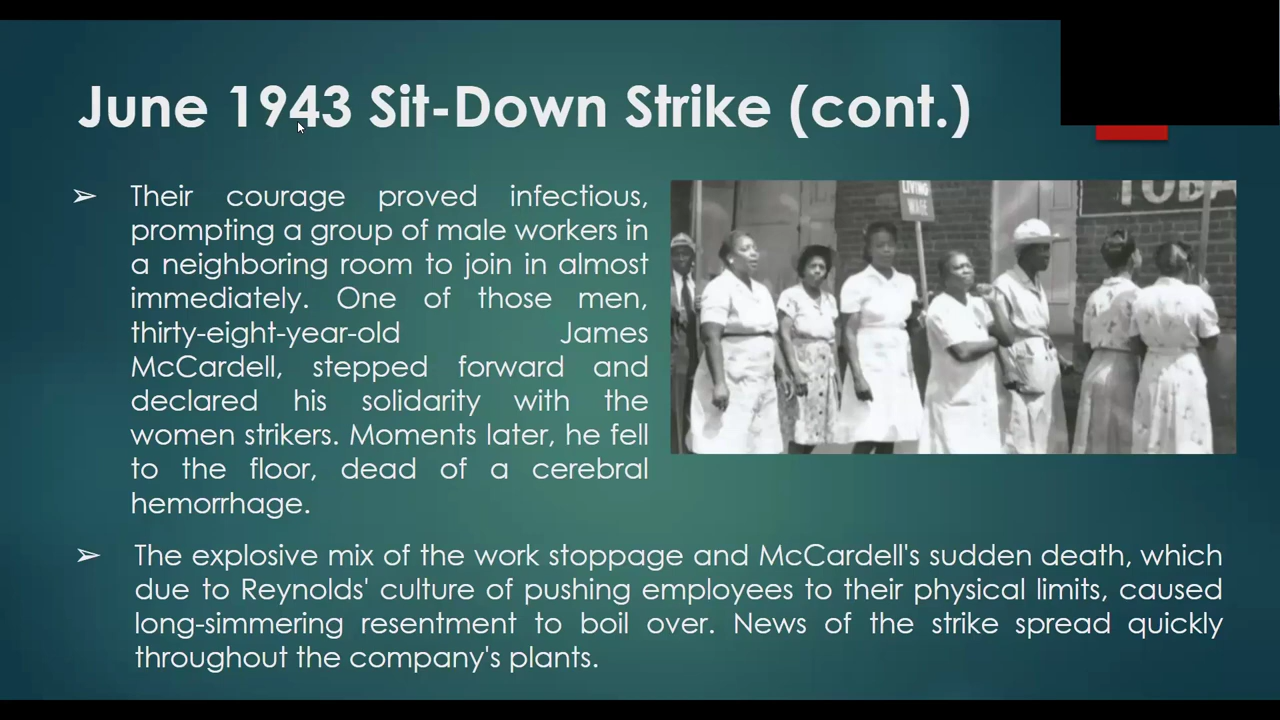 June 1943 Sit-Down Strike (cont.)
➢ Their courage proved infectious,
prompting a group of male workers in
a neighboring room to join in almost
immediately. One of those men,
thirty-eight-year-old James
McCardell, stepped forward and
declared his solidarity with the
women strikers. Moments later, he fell
to the floor, dead of a cerebral
hemorrhage.
LIVING
WAGE
TOBA
➢ The explosive mix of the work stoppage and McCardell's sudden death, which
due to Reynolds' culture of pushing employees to their physical limits, caused
long-simmering resentment to boil over. News of the strike spread quickly
throughout the company's plants.